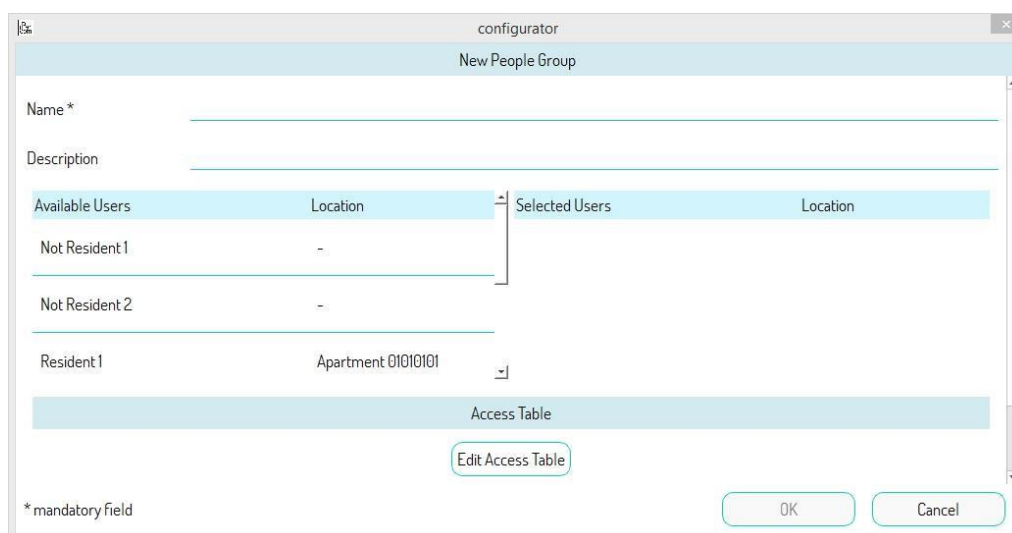 configurator
New People Group
Name *
Description
Available Users Location Selected Users Location
Not Resident 1 -
Not Resident 2 -
Resident 1 Apartment 01010101
Access Table
Edit Access Table
* mandatory field OK Cancel